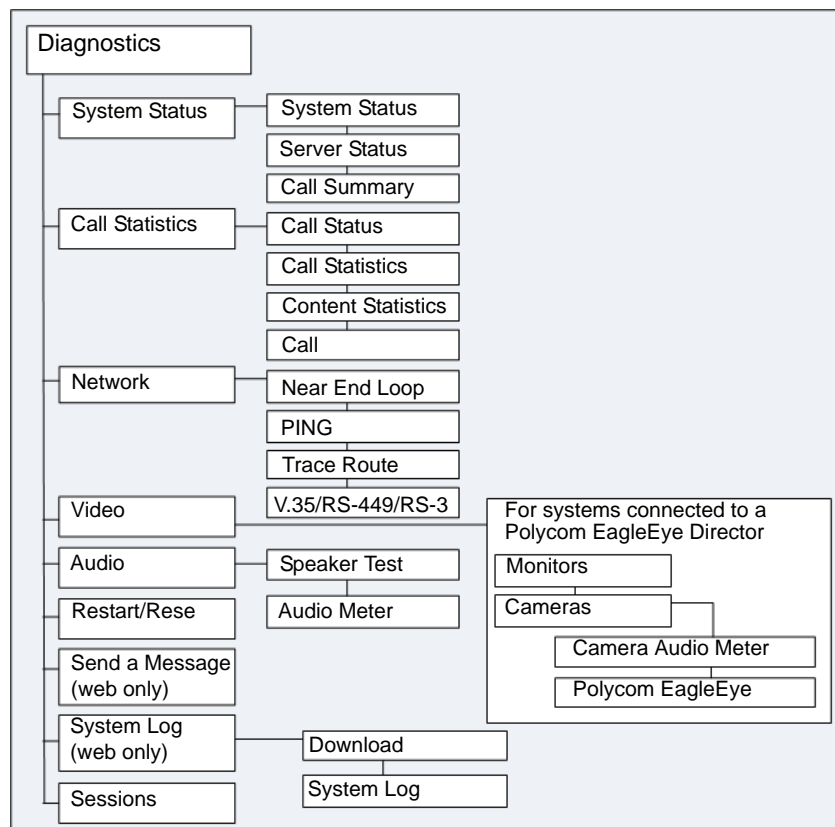 Diagnostics
System Status
System Status
Server Status
Call Summary
Call Statistics
Call Status
Call Statistics
Content Statistics
Call
Network
Near End Loop
PING
Trace Route
V.35/RS-449/RS-3
Video
For systems connected to a
Polycom EagleEye Director
Monitors
Cameras
Camera Audio Meter
Polycom EagleEye
Audio
Speaker Test
Audio Meter
Restart/Rese
Send a Message
(web only)
System Log
(web only)
Download
System Log
Sessions